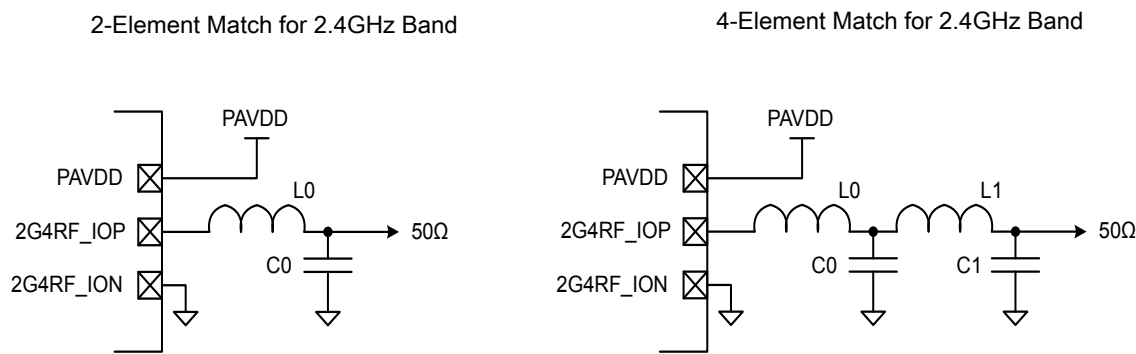 2-Element Match for 2.4GHz Band
PAVDD
PAVDD
L0
2G4RF_IOP
50Ω
C0
2G4RF_ION
4-Element Match for 2.4GHz Band
PAVDD
PAVDD
L0
L1
2G4RF_IOP
50Ω
C0
C1
2G4RF_ION